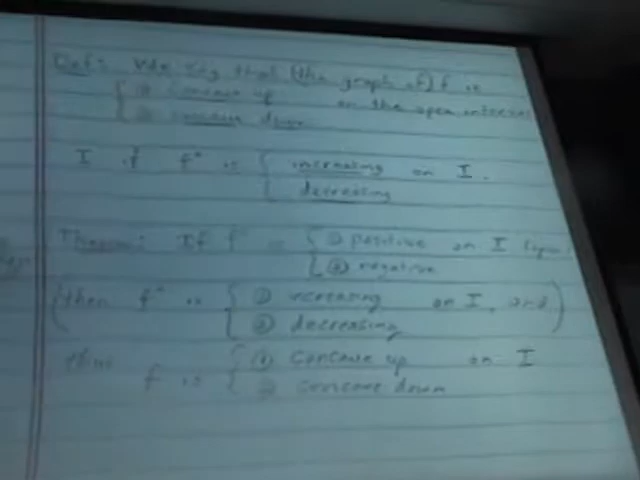 Def: We say that (the graph of) f is
{ ① concave up on the open interval
② concave down
I if f' is { increasing on I.
decreasing
Theorem: If f'' { ① positive on I
② negative
(then f' is { ① increasing on I, and)
② decreasing
thus f is { ① concave up on I
② concave down